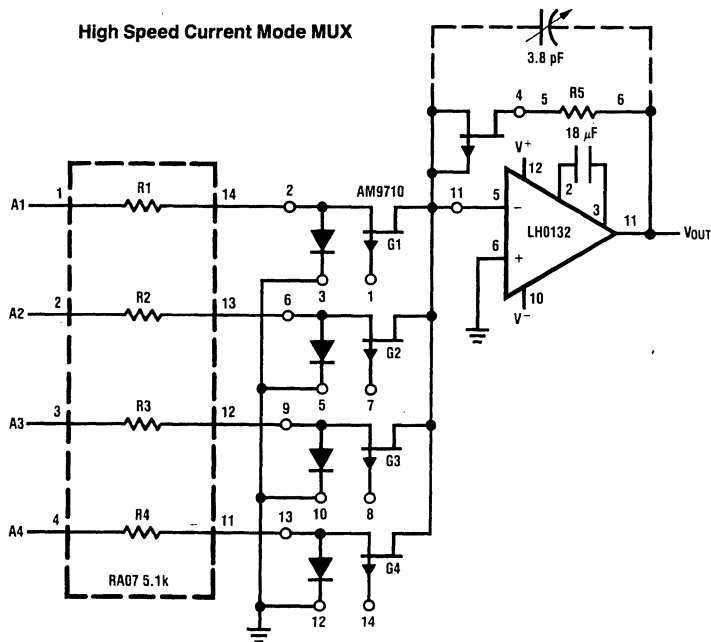 High Speed Current Mode MUX
3.8 pF
4 5 R5 6
18 µF
V+
12
2
3
A1 1 R1 14 2 AM9710 11 5 − LH0132 11 VOUT
G1
6 +
3 1
10
V−
A2 2 R2 13 6
G2
5 7
A3 3 R3 12 9
G3
10 8
A4 4 R4 11 13
G4
RA07 5.1k
12 14